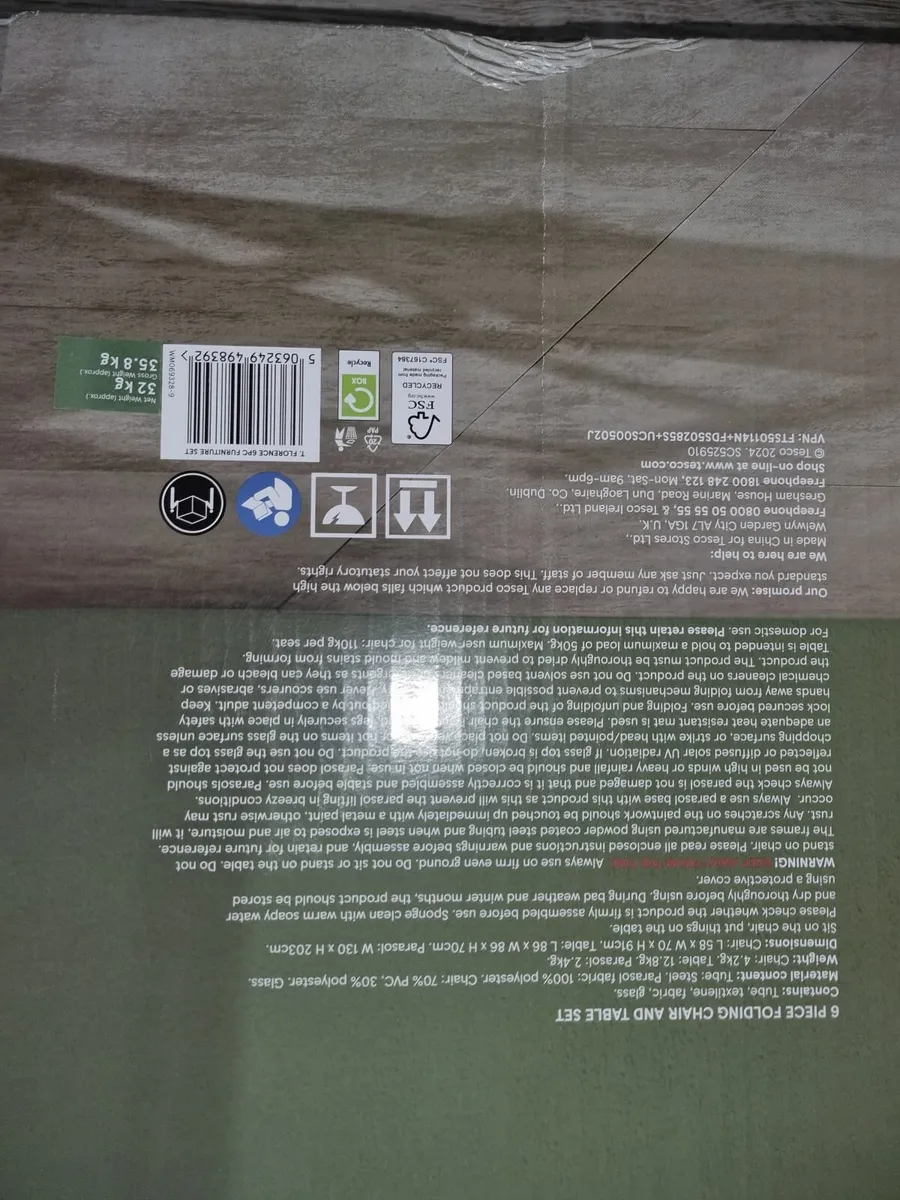 6 PIECE FOLDING CHAIR AND TABLE SET
Contains: Tube, textilene, fabric, glass.
Material content: Tube: Steel. Parasol fabric: 100% polyester. Chair: 70% PVC, 30% polyester. Glass.
Weight: Chair: 4.2kg. Table: 12.8kg. Parasol: 2.4kg.
Dimensions: Chair: L 58 x W 70 x H 91cm. Table: L 86 x W 86 x H 70cm. Parasol: W 130 x H 203cm.
Sit on the chair, put things on the table.
Please check whether the product is firmly assembled before use. Sponge clean with warm soapy water
and dry thoroughly before using. During bad weather and winter months, the product should be stored
using a protective cover.
WARNING! Always use on firm even ground. Do not sit or stand on the table. Do not
stand on chair. Please read all enclosed instructions and warnings before assembly, and retain for future reference.
The frames are manufactured using powder coated steel tubing and when steel is exposed to air and moisture, it will
rust. Any scratches on the paintwork should be touched up immediately with a metal paint, otherwise rust may
occur. Always use a parasol base with this product as this will prevent the parasol lifting in breezy conditions.
Always check the parasol is not damaged and that it is correctly assembled and stable before use. Parasols should
not be used in high winds or heavy rainfall and should be closed when not in use. Parasol does not protect against
reflected or diffused solar UV radiation. If glass top is broken do not use the product. Do not use the glass top as a
chopping surface, or strike with hard/pointed items. Do not place hot items on the glass surface unless
an adequate heat resistant mat is used. Please ensure the chair legs securely in place with safety
lock secured before use. Folding and unfolding of the product out by a competent adult. Keep
hands away from folding mechanisms to prevent possible Never use scourers, abrasives or
chemical cleaners on the product. Do not use solvent based as they can bleach or damage
the product. The product must be thoroughly dried to prevent mildew and mould stains from forming.
Table is intended to hold a maximum load of 50kg. Maximum user weight for chair: 110kg per seat.
For domestic use. Please retain this information for future reference.
Our promise: We are happy to refund or replace any Tesco product which falls below the high
standard you expect. Just ask any member of staff. This does not affect your statutory rights.
We are here to help:
Made in China for Tesco Stores Ltd.,
Welwyn Garden City AL7 1GA, U.K.
Freephone 0800 50 55 55, & Tesco Ireland Ltd.,
Gresham House, Marine Road, Dun Laoghaire, Co. Dublin.
Freephone 1800 248 123, Mon-Sat; 9am-6pm.
Shop on-line at www.tesco.com
© Tesco 2024. SC525910
VPN: FTS50114N+FDS50285S+UCS00502J
FSC
www.fsc.org
RECYCLED
Packaging made from
recycled material
FSC® C167384
20
PAP
BOX
Recycle
T. FLORENCE 6PC FURNITURE SET
5 063249 498392 >
WMO69328-9
Net Weight (approx.)
32 kg
Gross Weight (approx.)
35.8 kg